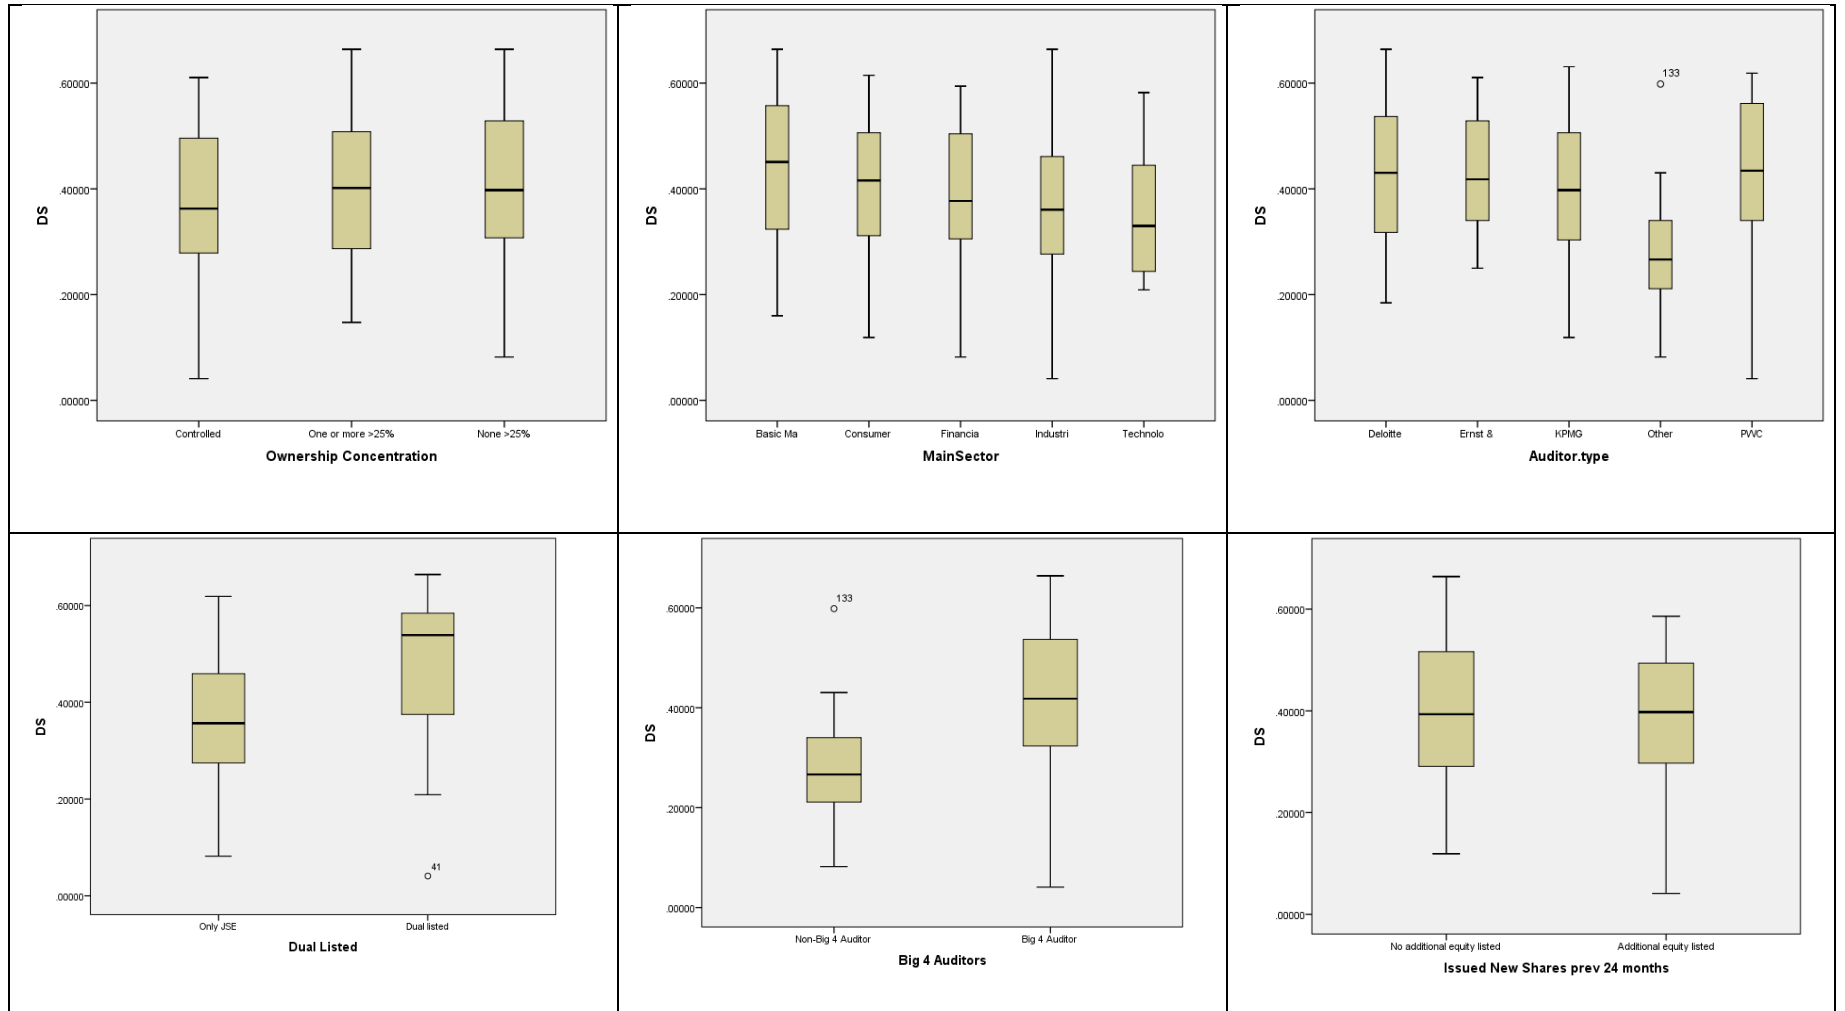 .60000
.40000
DS
.20000
.00000
Controlled One or more >25% None >25%
Ownership Concentration
.60000
.40000
DS
.20000
.00000
Basic Ma Consumer Financia Industri Technolo
MainSector
133
.60000
.40000
DS
.20000
.00000
Deloitte Ernst & KPMG Other PWC
Auditor.type
.60000
.40000
DS
.20000
41
.00000
Only JSE Dual listed
Dual Listed
133
.60000
.40000
DS
.20000
.00000
Non-Big 4 Auditor Big 4 Auditor
Big 4 Auditors
.60000
.40000
DS
.20000
.00000
No additional equity listed Additional equity listed
Issued New Shares prev 24 months